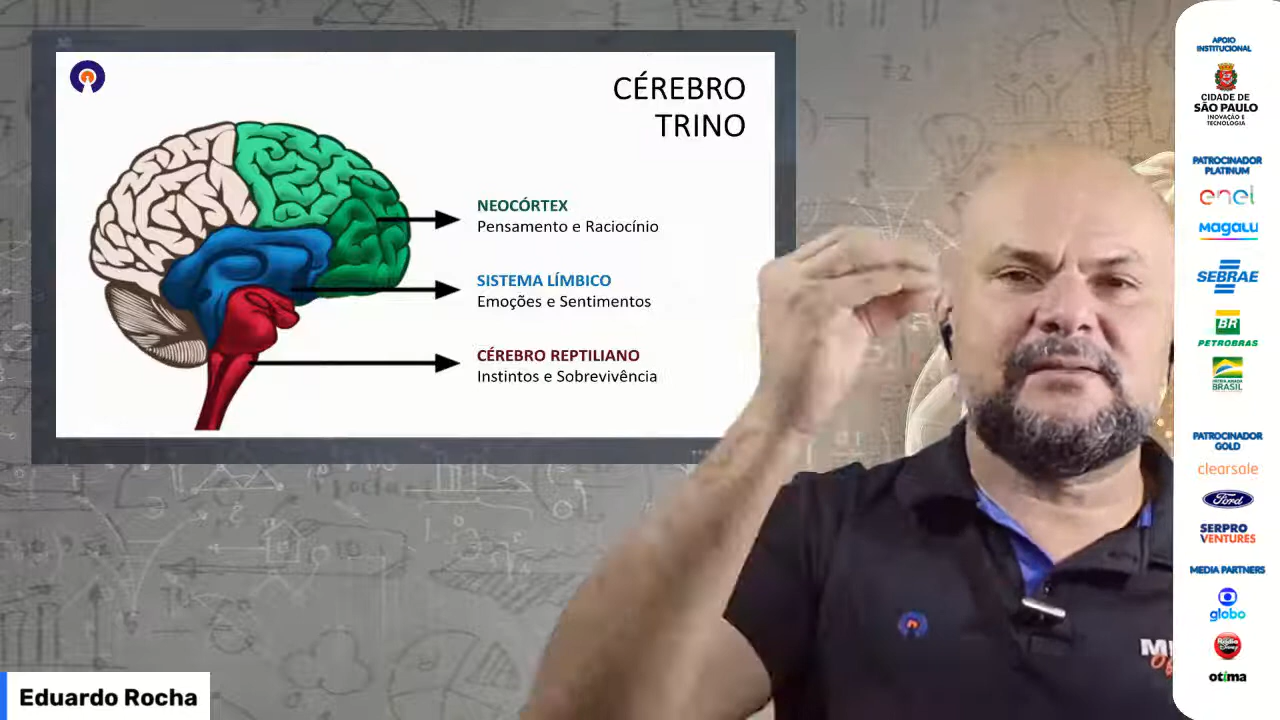 CÉREBRO
TRINO
NEOCÓRTEX
Pensamento e Raciocínio
SISTEMA LÍMBICO
Emoções e Sentimentos
CÉREBRO REPTILIANO
Instintos e Sobrevivência
Eduardo Rocha
APOIO
INSTITUCIONAL
CIDADE DE
SÃO PAULO
INOVAÇÃO E
TECNOLOGIA
PATROCINADOR
PLATINUM
enel
MAGALU
SEBRAE
BR
PETROBRAS
BRASIL
PATROCINADOR
GOLD
clearsale
Ford
SERPRO
VENTURES
MEDIA PARTNERS
globo
Rádio
Disney
otima